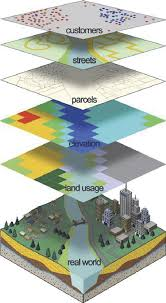 customers
streets
parcels
elevation
land usage
real world